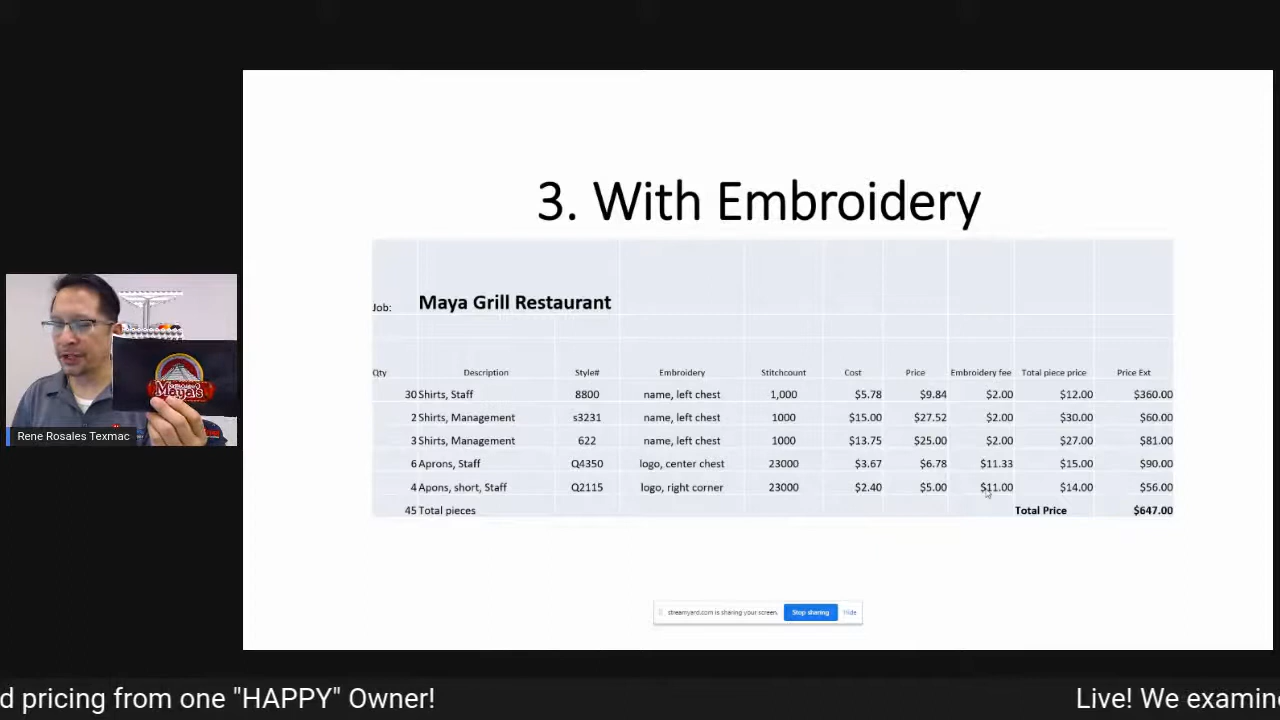 3. With Embroidery
Job: Maya Grill Restaurant
Qty Description Style# Embroidery Stitchcount Cost Price Embroidery fee Total piece price Price Ext
30 Shirts, Staff 8800 name, left chest 1,000 $5.78 $9.84 $2.00 $12.00 $360.00
2 Shirts, Management s3231 name, left chest 1000 $15.00 $27.52 $2.00 $30.00 $60.00
3 Shirts, Management 622 name, left chest 1000 $13.75 $25.00 $2.00 $27.00 $81.00
6 Aprons, Staff Q4350 logo, center chest 23000 $3.67 $6.78 $11.33 $15.00 $90.00
4 Apons, short, Staff Q2115 logo, right corner 23000 $2.40 $5.00 $11.00 $14.00 $56.00
45 Total pieces Total Price $647.00
Maya's
Rene Rosales Texmac
streamyard.com is sharing your screen. Stop sharing Hide
d pricing from one "HAPPY" Owner! Live! We examin